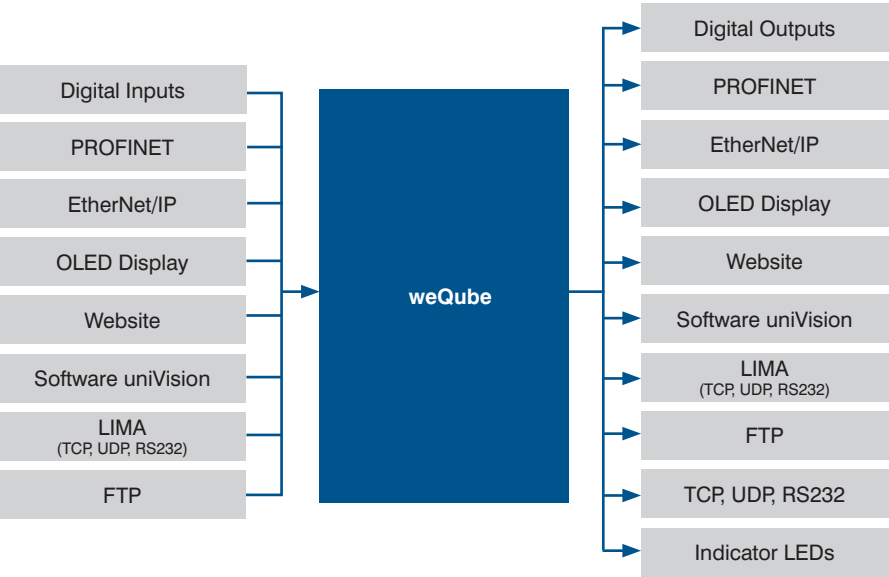 Digital Inputs
PROFINET
EtherNet/IP
OLED Display
Website
Software uniVision
LIMA
(TCP, UDP, RS232)
FTP
weQube
Digital Outputs
PROFINET
EtherNet/IP
OLED Display
Website
Software uniVision
LIMA
(TCP, UDP, RS232)
FTP
TCP, UDP, RS232
Indicator LEDs